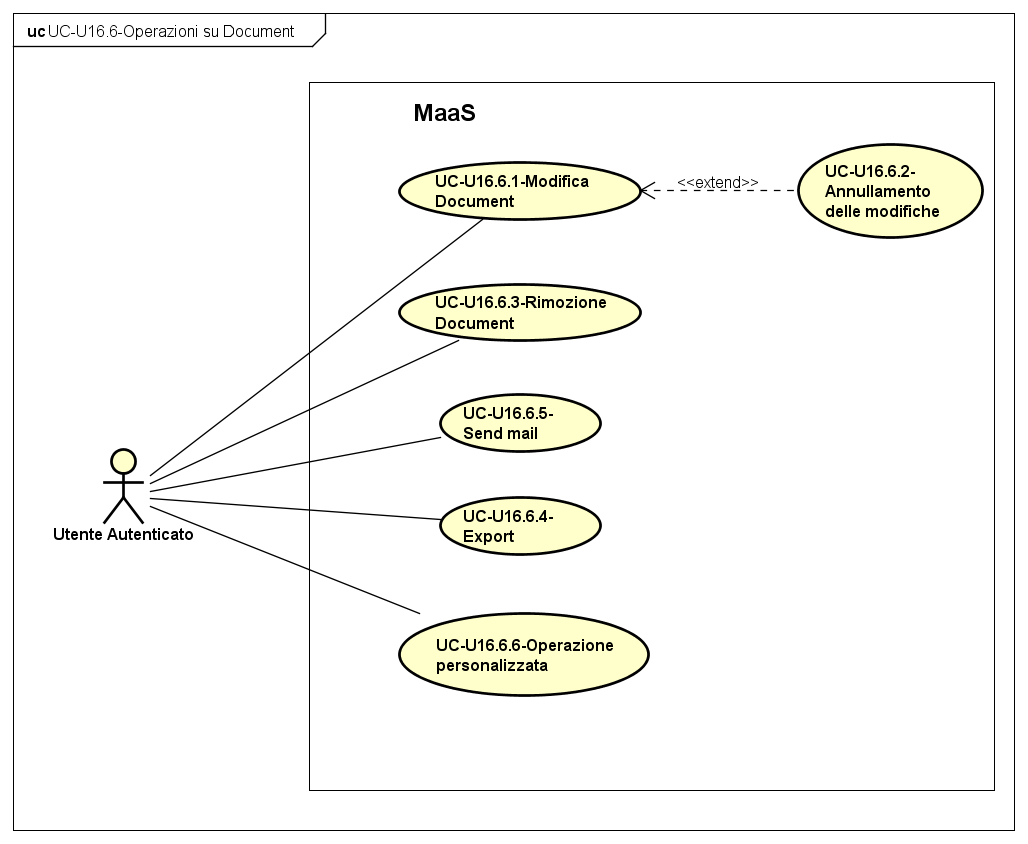 uc UC-U16.6-Operazioni su Document
MaaS
UC-U16.6.1-Modifica
Document
<<extend>>
UC-U16.6.2-
Annullamento
delle modifiche
UC-U16.6.3-Rimozione
Document
UC-U16.6.5-
Send mail
UC-U16.6.4-
Export
Utente Autenticato
UC-U16.6.6-Operazione
personalizzata